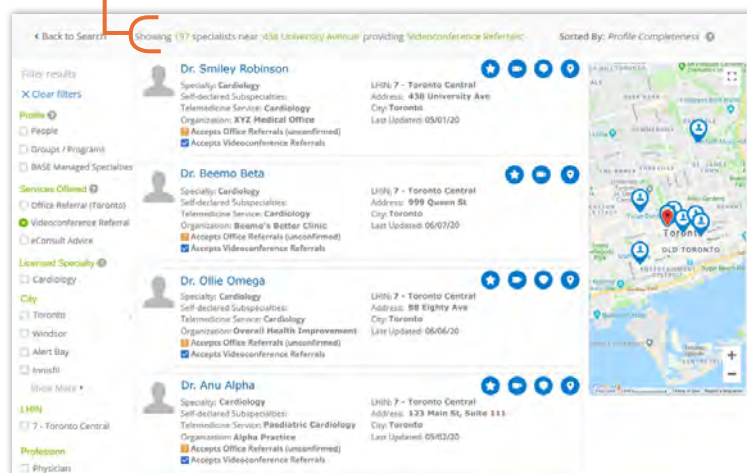 < Back to Search
Showing 197 specialists near '438 University Avenue' providing 'Videoconference Referrals'.
Sorted By: Profile Completeness
Filter results
X Clear filters
Profile
People
Groups / Programs
BASE Managed Specialties
Services Offered
Office Referral (Toronto)
Videoconference Referral
eConsult Advice
Licensed Specialty
Cardiology
City
Toronto
Windsor
Alert Bay
Innisfil
Show More
LHIN
7 - Toronto Central
Profession
Physician
Dr. Smiley Robinson
Specialty: Cardiology
Self-declared Subspecialties:
Telemedicine Service: Cardiology
Organization: XYZ Medical Office
Accepts Office Referrals (unconfirmed)
Accepts Videoconference Referrals
LHIN: 7 - Toronto Central
Address: 438 University Ave
City: Toronto
Last Updated: 05/01/20
Dr. Beemo Beta
Specialty: Cardiology
Self-declared Subspecialties:
Telemedicine Service: Cardiology
Organization: Beemo's Better Clinic
Accepts Office Referrals (unconfirmed)
Accepts Videoconference Referrals
LHIN: 7 - Toronto Central
Address: 999 Queen St
City: Toronto
Last Updated: 06/07/20
Dr. Ollie Omega
Specialty: Cardiology
Self-declared Subspecialties:
Telemedicine Service: Cardiology
Organization: Overall Health Improvement
Accepts Office Referrals (unconfirmed)
Accepts Videoconference Referrals
LHIN: 7 - Toronto Central
Address: 88 Eighty Ave
City: Toronto
Last Updated: 06/06/20
Dr. Anu Alpha
Specialty: Cardiology
Self-declared Subspecialties:
Telemedicine Service: Paediatric Cardiology
Organization: Alpha Practice
Accepts Office Referrals (unconfirmed)
Accepts Videoconference Referrals
LHIN: 7 - Toronto Central
Address: 123 Main St, Suite 111
City: Toronto
Last Updated: 05/02/20
Toronto
OLD TORONTO
ENTERTAINMENT
+
−